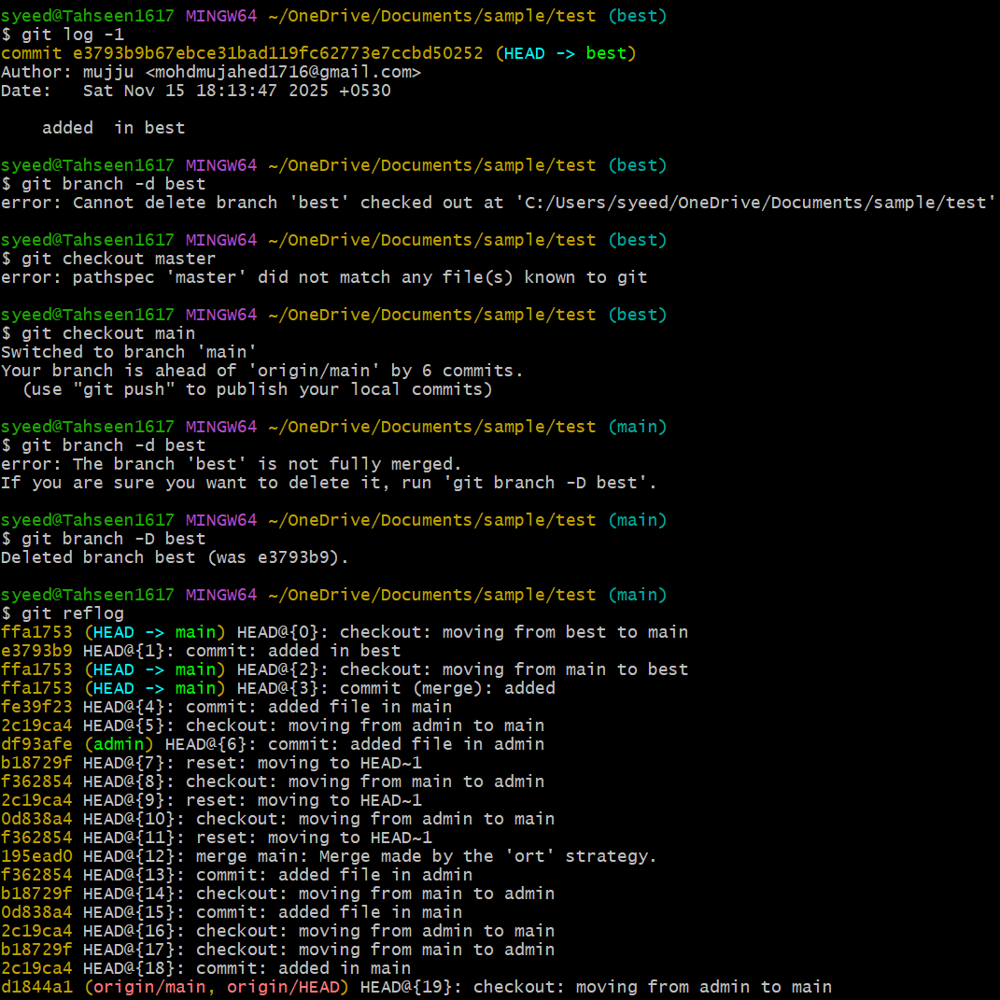 syeed@Tahseen1617 MINGW64 ~/OneDrive/Documents/sample/test (best)
$ git log -1
commit e3793b9b67ebce31bad119fc62773e7ccbd50252 (HEAD -> best)
Author: mujju <mohdmujahed1716@gmail.com>
Date:   Sat Nov 15 18:13:47 2025 +0530
    added  in best
syeed@Tahseen1617 MINGW64 ~/OneDrive/Documents/sample/test (best)
$ git branch -d best
error: Cannot delete branch 'best' checked out at 'C:/Users/syeed/OneDrive/Documents/sample/test'
syeed@Tahseen1617 MINGW64 ~/OneDrive/Documents/sample/test (best)
$ git checkout master
error: pathspec 'master' did not match any file(s) known to git
syeed@Tahseen1617 MINGW64 ~/OneDrive/Documents/sample/test (best)
$ git checkout main
Switched to branch 'main'
Your branch is ahead of 'origin/main' by 6 commits.
  (use "git push" to publish your local commits)
syeed@Tahseen1617 MINGW64 ~/OneDrive/Documents/sample/test (main)
$ git branch -d best
error: The branch 'best' is not fully merged.
If you are sure you want to delete it, run 'git branch -D best'.
syeed@Tahseen1617 MINGW64 ~/OneDrive/Documents/sample/test (main)
$ git branch -D best
Deleted branch best (was e3793b9).
syeed@Tahseen1617 MINGW64 ~/OneDrive/Documents/sample/test (main)
$ git reflog
ffa1753 (HEAD -> main) HEAD@{0}: checkout: moving from best to main
e3793b9 HEAD@{1}: commit: added in best
ffa1753 (HEAD -> main) HEAD@{2}: checkout: moving from main to best
ffa1753 (HEAD -> main) HEAD@{3}: commit (merge): added
fe39f23 HEAD@{4}: commit: added file in main
2c19ca4 HEAD@{5}: checkout: moving from admin to main
df93afe (admin) HEAD@{6}: commit: added file in admin
b18729f HEAD@{7}: reset: moving to HEAD~1
f362854 HEAD@{8}: checkout: moving from main to admin
2c19ca4 HEAD@{9}: reset: moving to HEAD~1
0d838a4 HEAD@{10}: checkout: moving from admin to main
f362854 HEAD@{11}: reset: moving to HEAD~1
195ead0 HEAD@{12}: merge main: Merge made by the 'ort' strategy.
f362854 HEAD@{13}: commit: added file in admin
b18729f HEAD@{14}: checkout: moving from main to admin
0d838a4 HEAD@{15}: commit: added file in main
2c19ca4 HEAD@{16}: checkout: moving from admin to main
b18729f HEAD@{17}: checkout: moving from main to admin
2c19ca4 HEAD@{18}: commit: added in main
d1844a1 (origin/main, origin/HEAD) HEAD@{19}: checkout: moving from admin to main